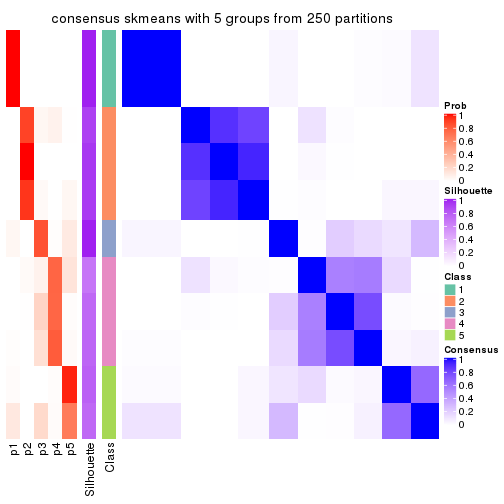 consensus skmeans with 5 groups from 250 partitions
Prob
1
0.8
0.6
0.4
0.2
0
Silhouette
1
0.8
0.6
0.4
0.2
0
Class
1
2
3
4
5
Consensus
1
0.8
0.6
0.4
0.2
0
p1
p2
p3
p4
p5
Silhouette
Class